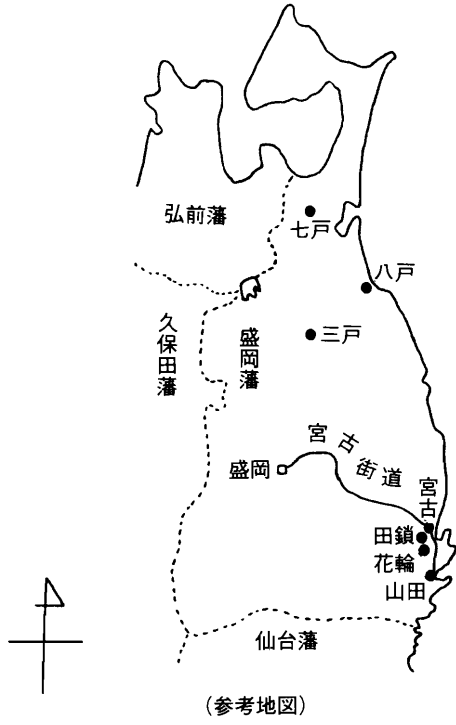 弘前藩
七戸
八戸
久保田藩
盛岡藩
三戸
宮古街道
盛岡
宮古
田鎖
花輪
山田
仙台藩
(参考地図)